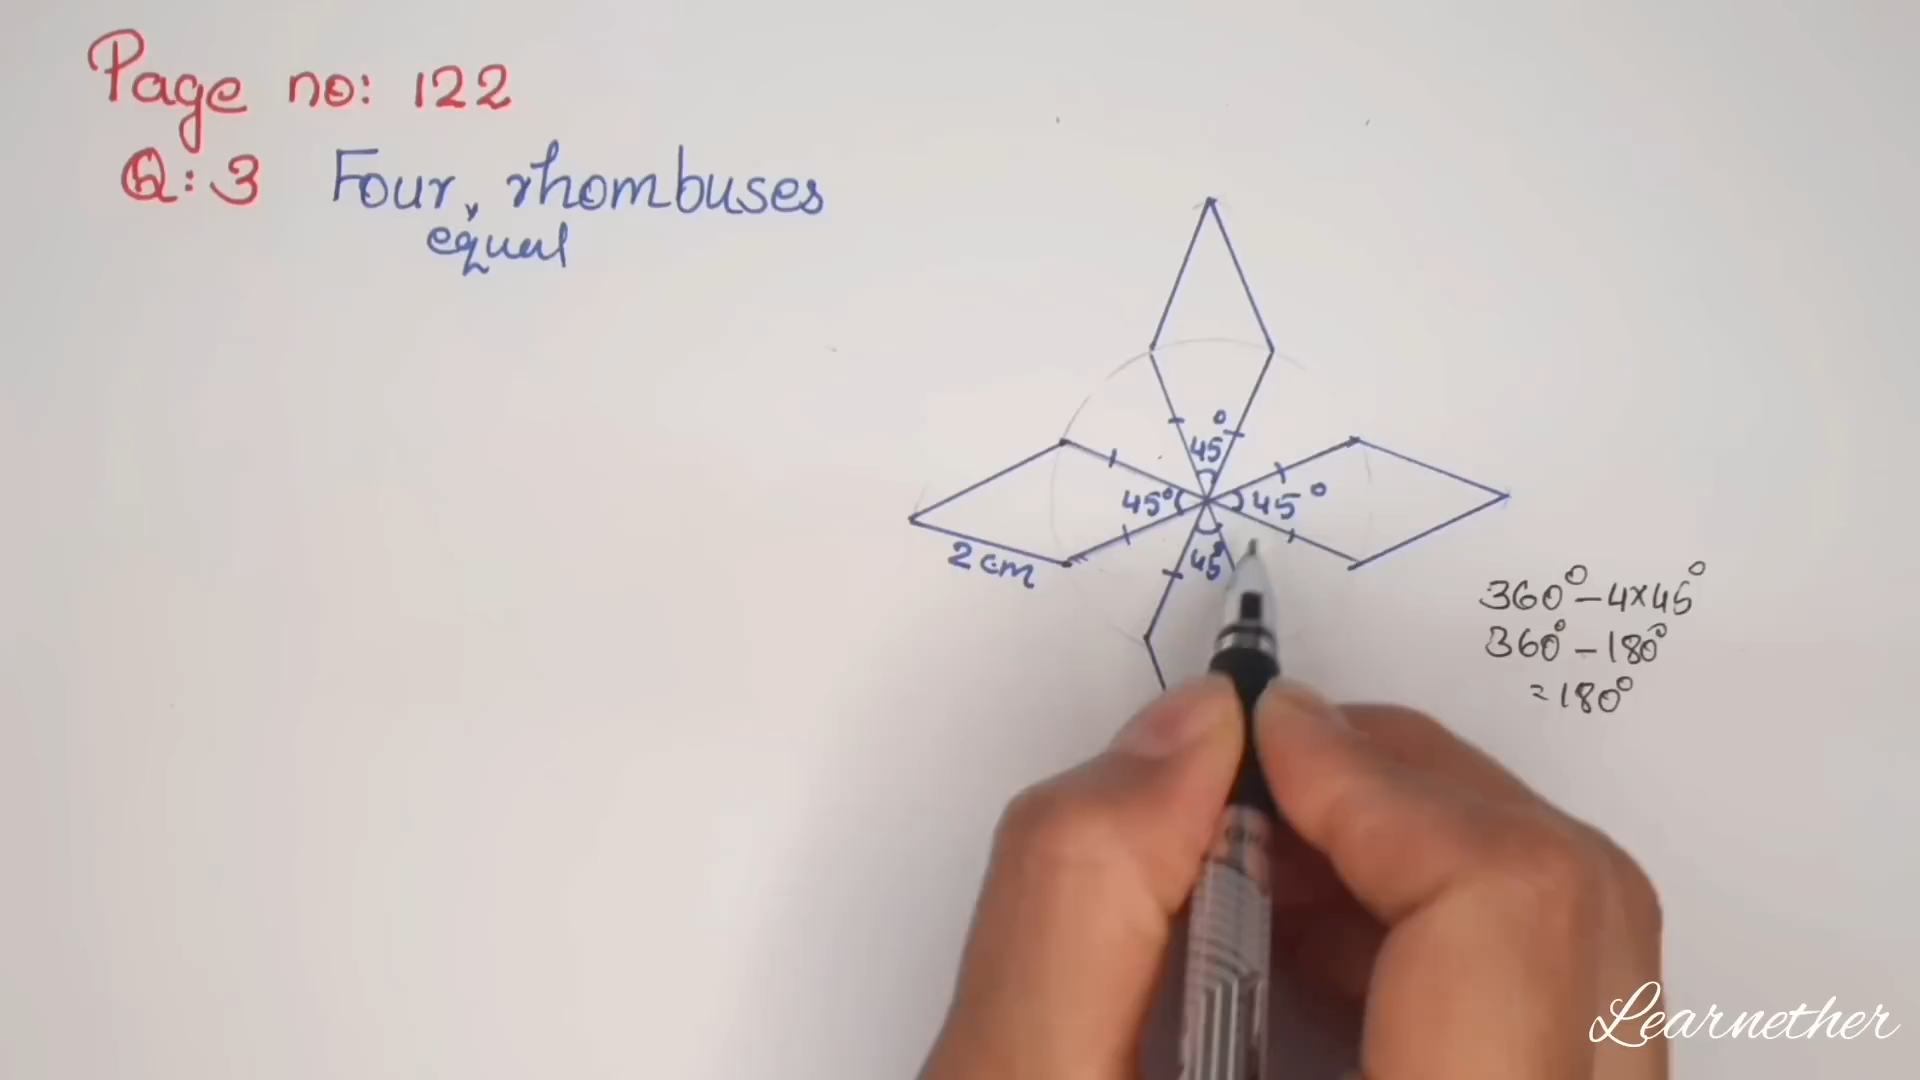 Page no: 122
Q: 3 Four, rhombuses
equal
45°
45° 45°
45°
2 cm
360° - 4×45°
360° - 180°
= 180°
Learnether